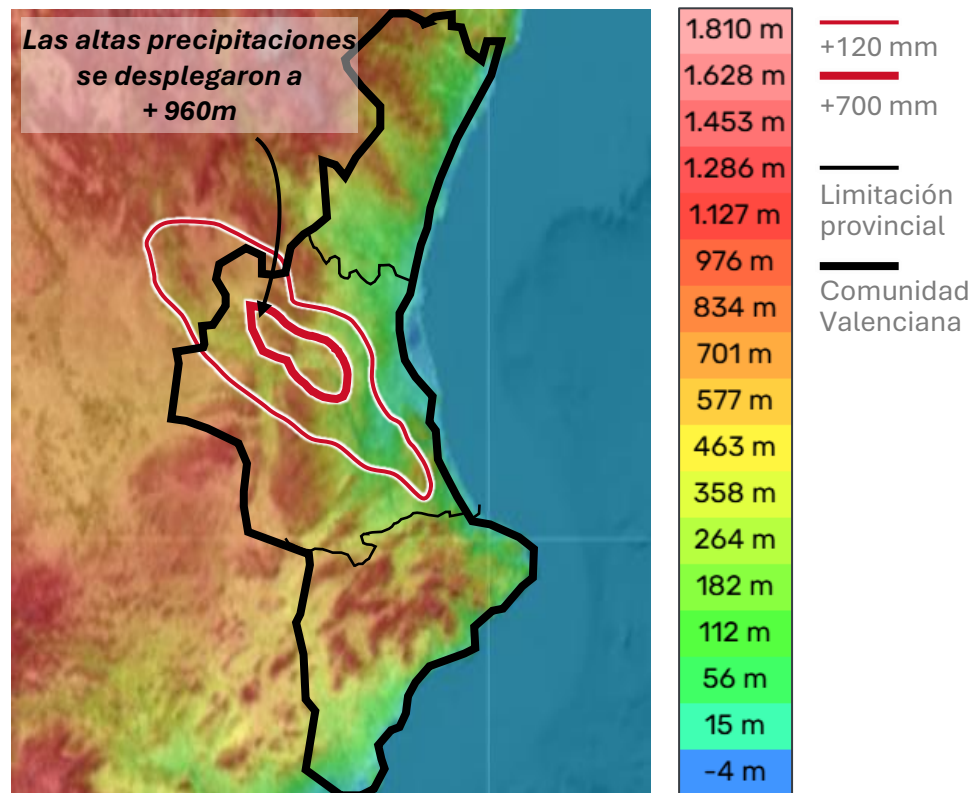 Las altas precipitaciones
se desplegaron a
+ 960m
1.810 m
1.628 m
1.453 m
1.286 m
1.127 m
976 m
834 m
701 m
577 m
463 m
358 m
264 m
182 m
112 m
56 m
15 m
-4 m
+120 mm
+700 mm
Limitación
provincial
Comunidad
Valenciana